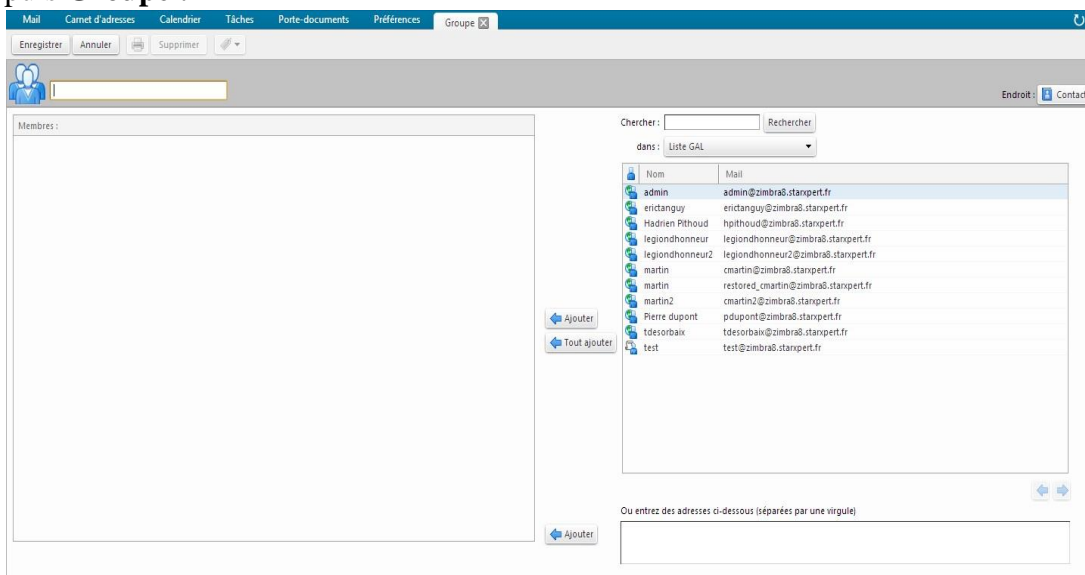 Mail Carnet d'adresses Calendrier Tâches Porte-documents Préférences Groupe
Enregistrer Annuler Supprimer
Endroit : Contact
Membres :
Chercher : Rechercher
dans : Liste GAL
Nom Mail
admin admin@zimbra8.starxpert.fr
erictanguy erictanguy@zimbra8.starxpert.fr
Hadrien Pithoud hpithoud@zimbra8.starxpert.fr
legiondhonneur legiondhonneur@zimbra8.starxpert.fr
legiondhonneur2 legiondhonneur2@zimbra8.starxpert.fr
martin cmartin@zimbra8.starxpert.fr
martin restored_cmartin@zimbra8.starxpert.fr
martin2 cmartin2@zimbra8.starxpert.fr
Pierre dupont pdupont@zimbra8.starxpert.fr
tdesorbaix tdesorbaix@zimbra8.starxpert.fr
test test@zimbra8.starxpert.fr
Ajouter
Tout ajouter
Ou entrez des adresses ci-dessous (séparées par une virgule)
Ajouter